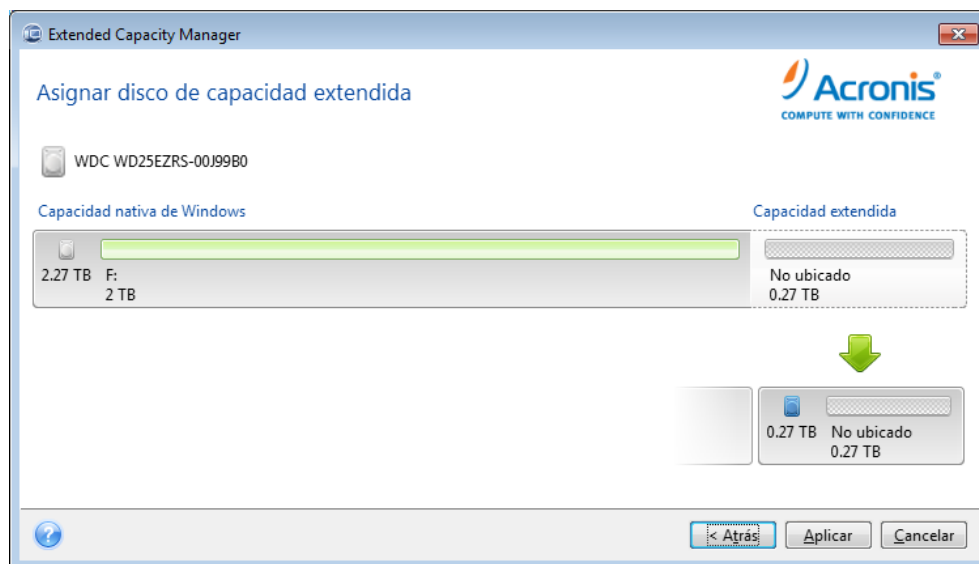 Extended Capacity Manager
Asignar disco de capacidad extendida
Acronis®
COMPUTE WITH CONFIDENCE
WDC WD25EZRS-00J99B0
Capacidad nativa de Windows
Capacidad extendida
2.27 TB
F:
2 TB
No ubicado
0.27 TB
0.27 TB
No ubicado
0.27 TB
?
< Atrás
Aplicar
Cancelar